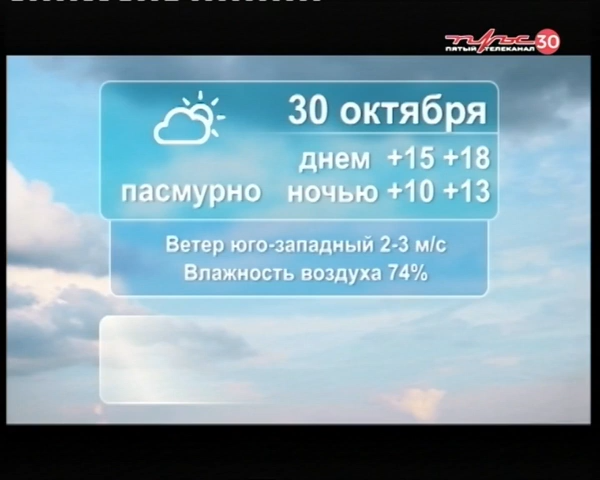 ПУЛЬС 30
ПЯТЫЙ ТЕЛЕКАНАЛ
30 октября
днем +15 +18
пасмурно ночью +10 +13
Ветер юго-западный 2-3 м/с
Влажность воздуха 74%